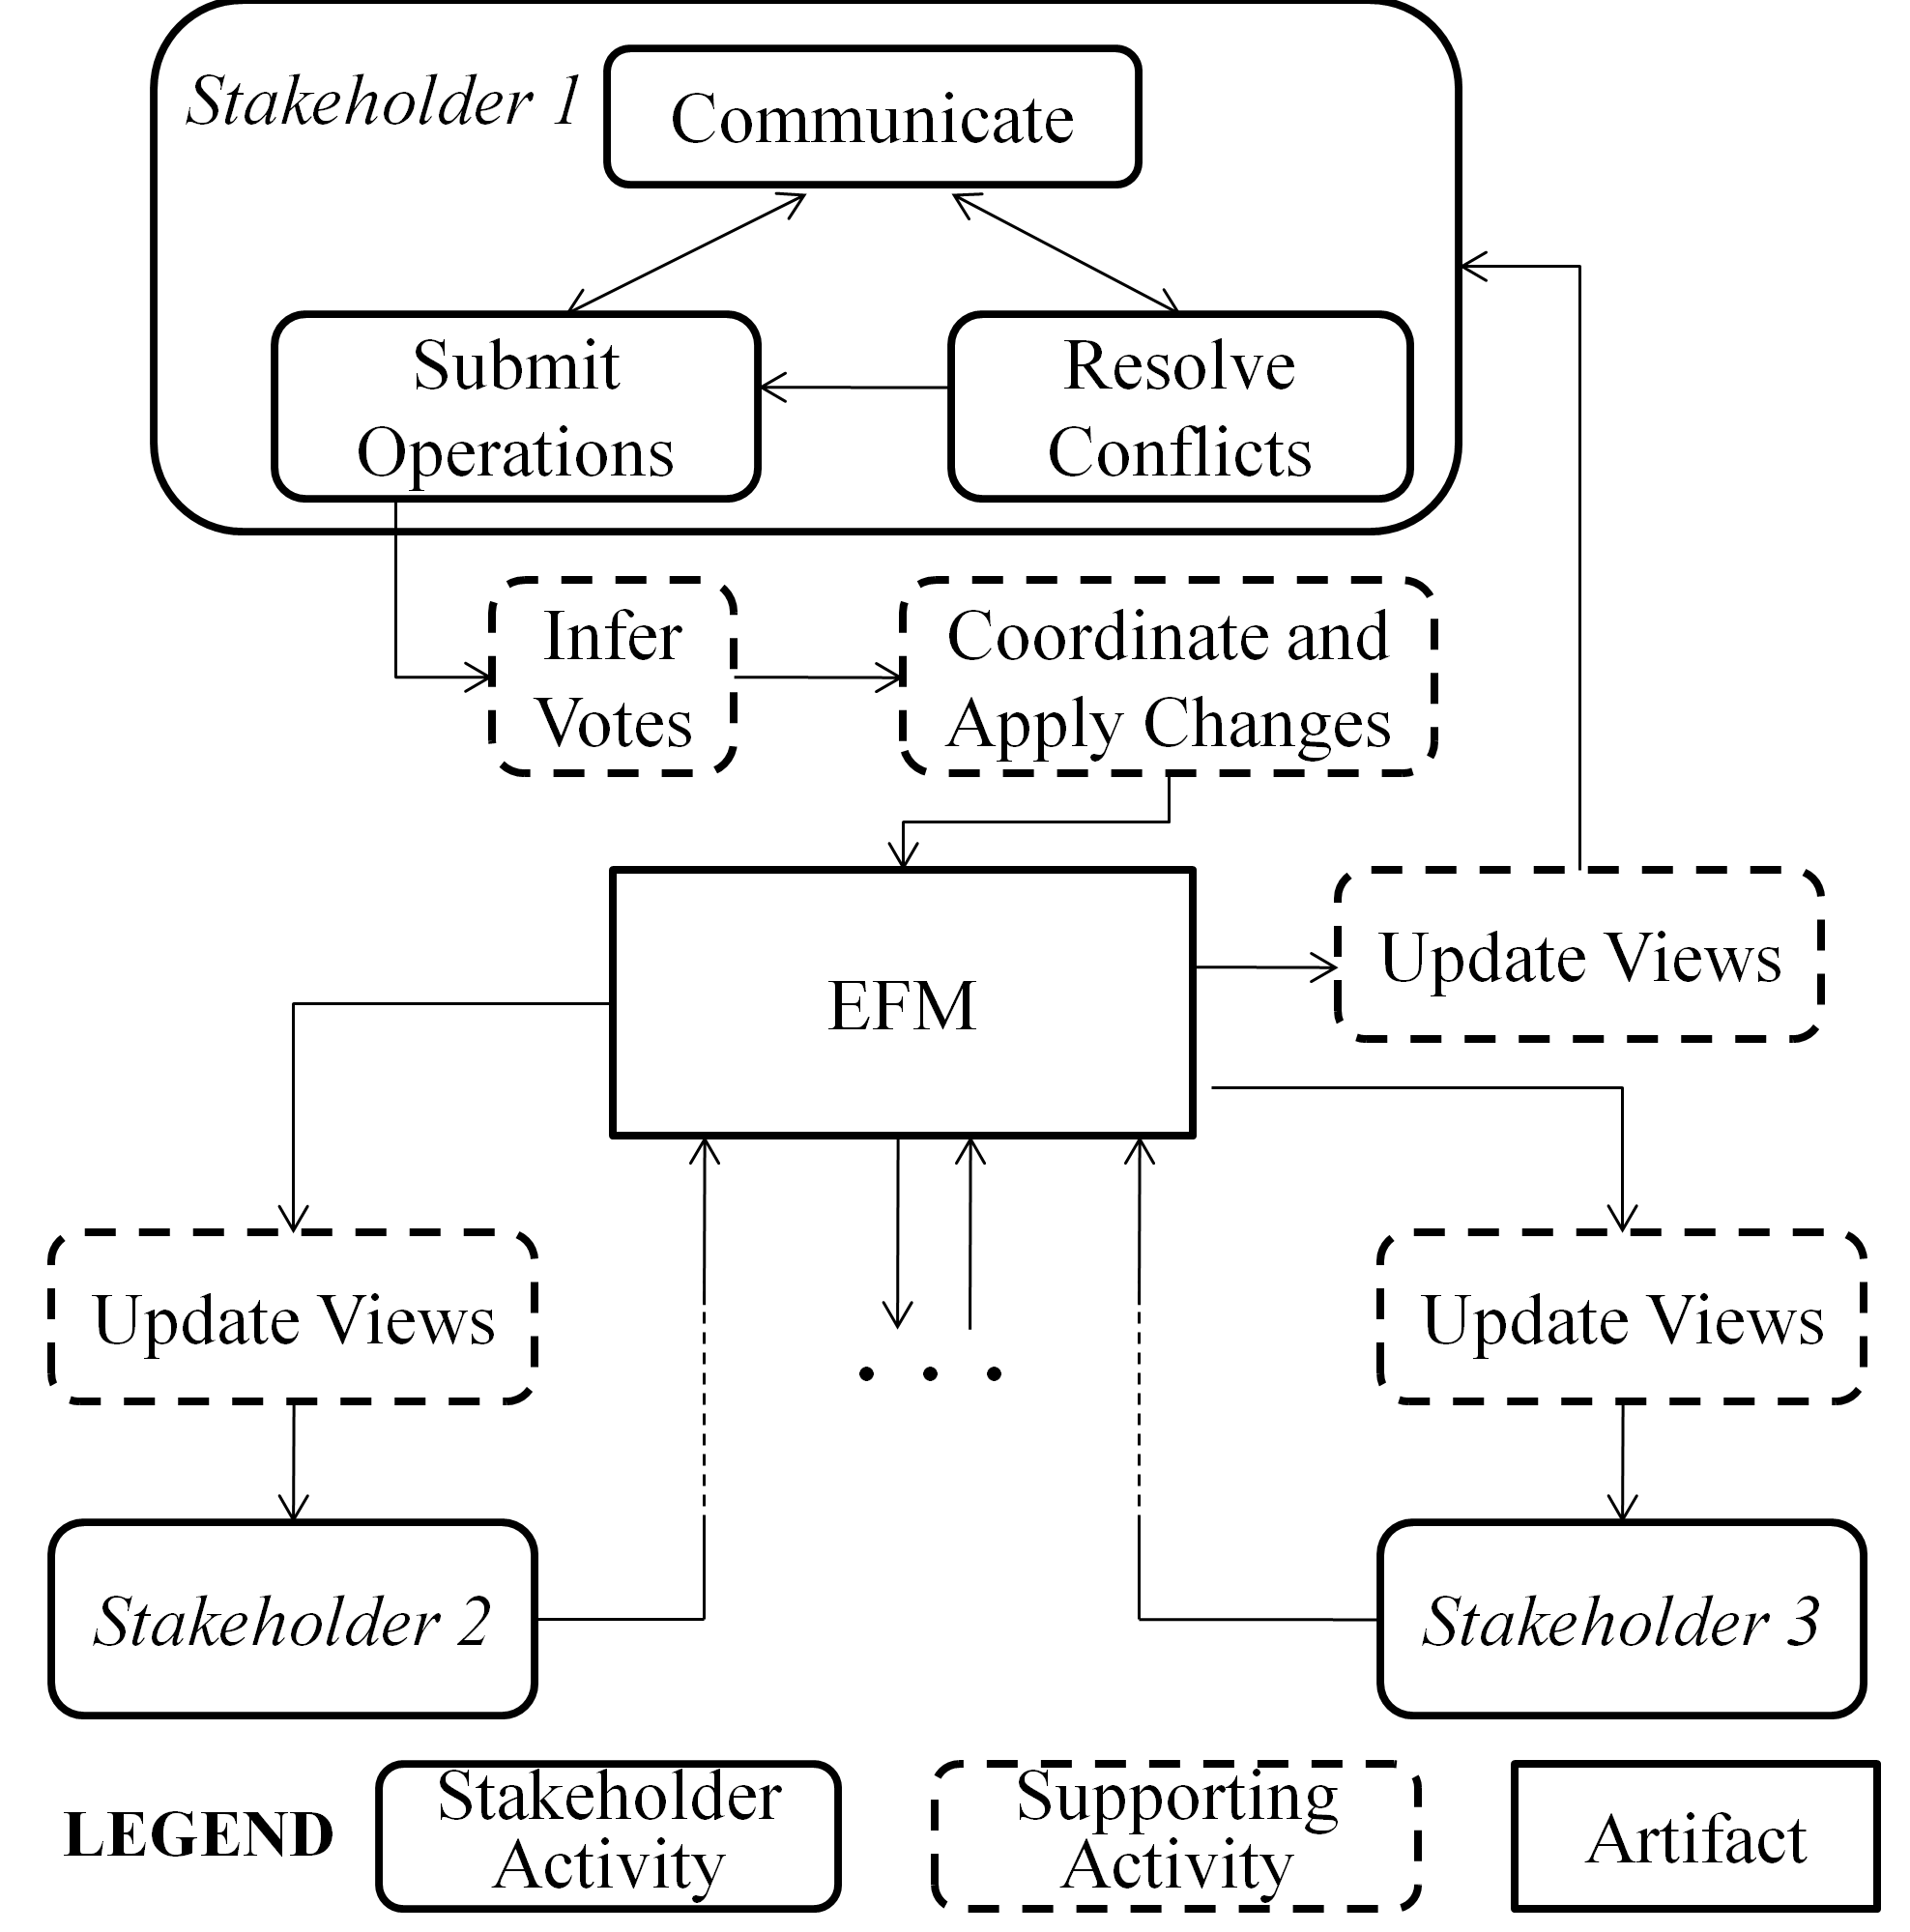 Stakeholder 1
Communicate
Submit
Operations
Resolve
Conflicts
Infer
Votes
Coordinate and
Apply Changes
EFM
Update Views
Update Views
Update Views
. . .
Stakeholder 2
Stakeholder 3
LEGEND
Stakeholder
Activity
Supporting
Activity
Artifact